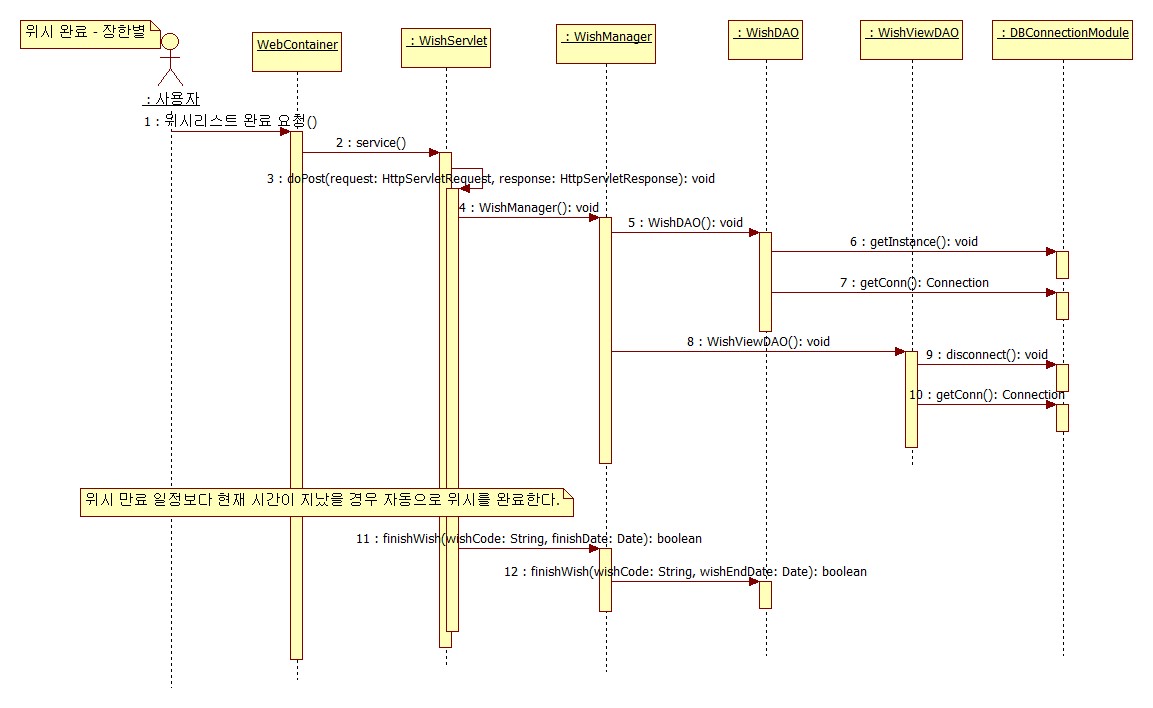 위시 완료 - 장한별
WebContainer
: WishServlet
: WishManager
: WishDAO
: WishViewDAO
: DBConnectionModule
: 사용자
1 : 위시리스트 완료 요청()
2 : service()
3 : doPost(request: HttpServletRequest, response: HttpServletResponse): void
4 : WishManager(): void
5 : WishDAO(): void
6 : getInstance(): void
7 : getConn(): Connection
8 : WishViewDAO(): void
9 : disconnect(): void
10 : getConn(): Connection
위시 만료 일정보다 현재 시간이 지났을 경우 자동으로 위시를 완료한다.
11 : finishWish(wishCode: String, finishDate: Date): boolean
12 : finishWish(wishCode: String, wishEndDate: Date): boolean